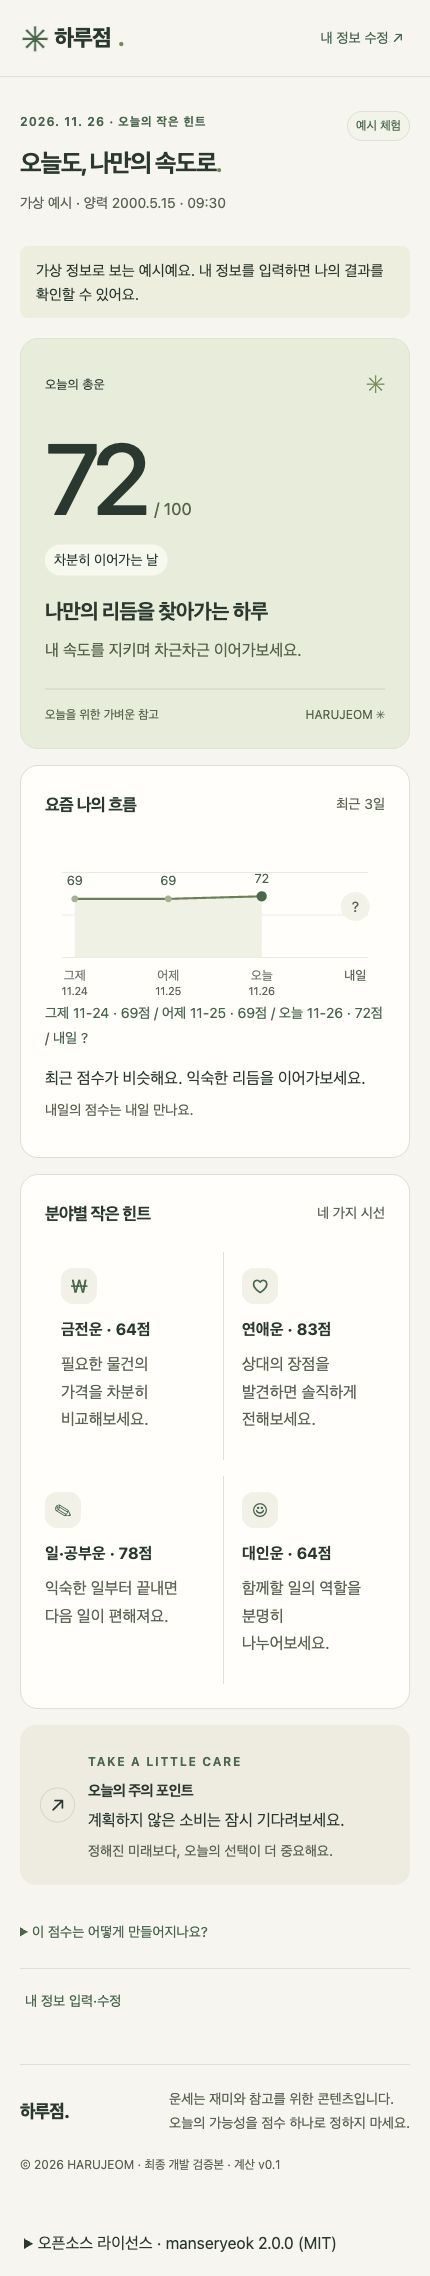 하루점 .
내 정보 수정 ↗
2026. 11. 26 · 오늘의 작은 힌트
예시 체험
오늘도, 나만의 속도로.
가상 예시 · 양력 2000.5.15 · 09:30
가상 정보로 보는 예시예요. 내 정보를 입력하면 나의 결과를
확인할 수 있어요.
오늘의 총운
72 / 100
차분히 이어가는 날
나만의 리듬을 찾아가는 하루
내 속도를 지키며 차근차근 이어가보세요.
오늘을 위한 가벼운 참고
HARUJEOM ✳
요즘 나의 흐름
최근 3일
69
69
72
?
그제
11.24
어제
11.25
오늘
11.26
내일
그제 11-24 · 69점 / 어제 11-25 · 69점 / 오늘 11-26 · 72점
/ 내일 ?
최근 점수가 비슷해요. 익숙한 리듬을 이어가보세요.
내일의 점수는 내일 만나요.
분야별 작은 힌트
네 가지 시선
₩
금전운 · 64점
필요한 물건의
가격을 차분히
비교해보세요.
연애운 · 83점
상대의 장점을
발견하면 솔직하게
전해보세요.
일·공부운 · 78점
익숙한 일부터 끝내면
다음 일이 편해져요.
대인운 · 64점
함께할 일의 역할을
분명히
나누어보세요.
TAKE A LITTLE CARE
오늘의 주의 포인트
계획하지 않은 소비는 잠시 기다려보세요.
정해진 미래보다, 오늘의 선택이 더 중요해요.
▶ 이 점수는 어떻게 만들어지나요?
내 정보 입력·수정
하루점.
운세는 재미와 참고를 위한 콘텐츠입니다.
오늘의 가능성을 점수 하나로 정하지 마세요.
© 2026 HARUJEOM · 최종 개발 검증본 · 계산 v0.1
▶ 오픈소스 라이선스 · manseryeok 2.0.0 (MIT)